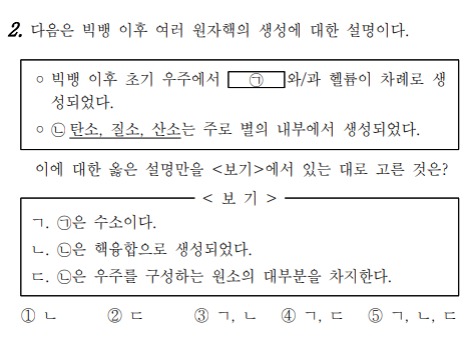 2. 다음은 빅뱅 이후 여러 원자핵의 생성에 대한 설명이다.
○ 빅뱅 이후 초기 우주에서 ㉠ 와/과 헬륨이 차례로 생
성되었다.
○ ㉡ 탄소, 질소, 산소는 주로 별의 내부에서 생성되었다.
이에 대한 옳은 설명만을 <보기>에서 있는 대로 고른 것은?
< 보 기 >
ㄱ. ㉠은 수소이다.
ㄴ. ㉡은 핵융합으로 생성되었다.
ㄷ. ㉡은 우주를 구성하는 원소의 대부분을 차지한다.
① ㄴ ② ㄷ ③ ㄱ, ㄴ ④ ㄱ, ㄷ ⑤ ㄱ, ㄴ, ㄷ